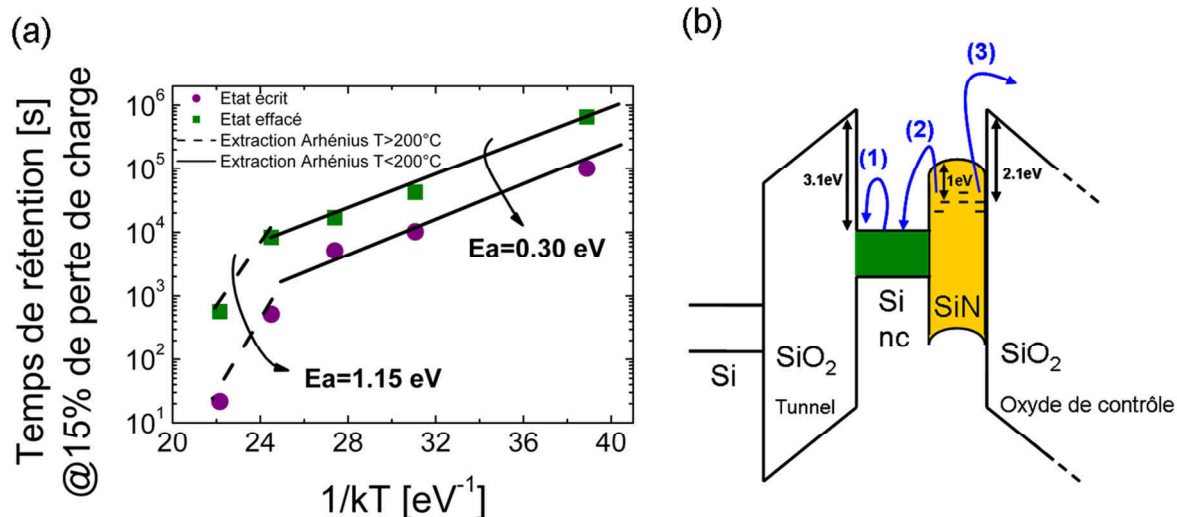 (a)
Temps de rétention [s]
@15% de perte de charge
10^6
10^5
10^4
10^3
10^2
10^1
Etat écrit
Etat effacé
Extraction Arhénius T>200°C
Extraction Arhénius T<200°C
Ea=0.30 eV
Ea=1.15 eV
20 24 28 32 36 40
1/kT [eV^-1]
(b)
(3)
(2)
(1)
3.1eV
1eV
2.1eV
Si
nc
SiN
SiO2
SiO2
Si
Tunnel
Oxyde de contrôle